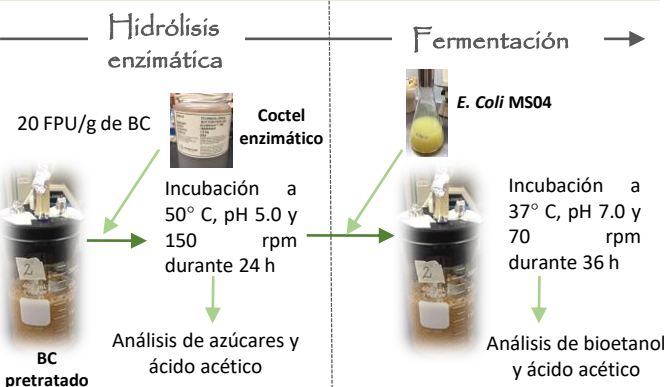 Hidrólisis
enzimática
Fermentación
20 FPU/g de BC
Coctel
enzimático
E. Coli MS04
Incubación a
50° C, pH 5.0 y
150 rpm
durante 24 h
Incubación a
37° C, pH 7.0 y
70 rpm
durante 36 h
2
2
BC
pretratado
Análisis de azúcares y
ácido acético
Análisis de bioetanol
y ácido acético